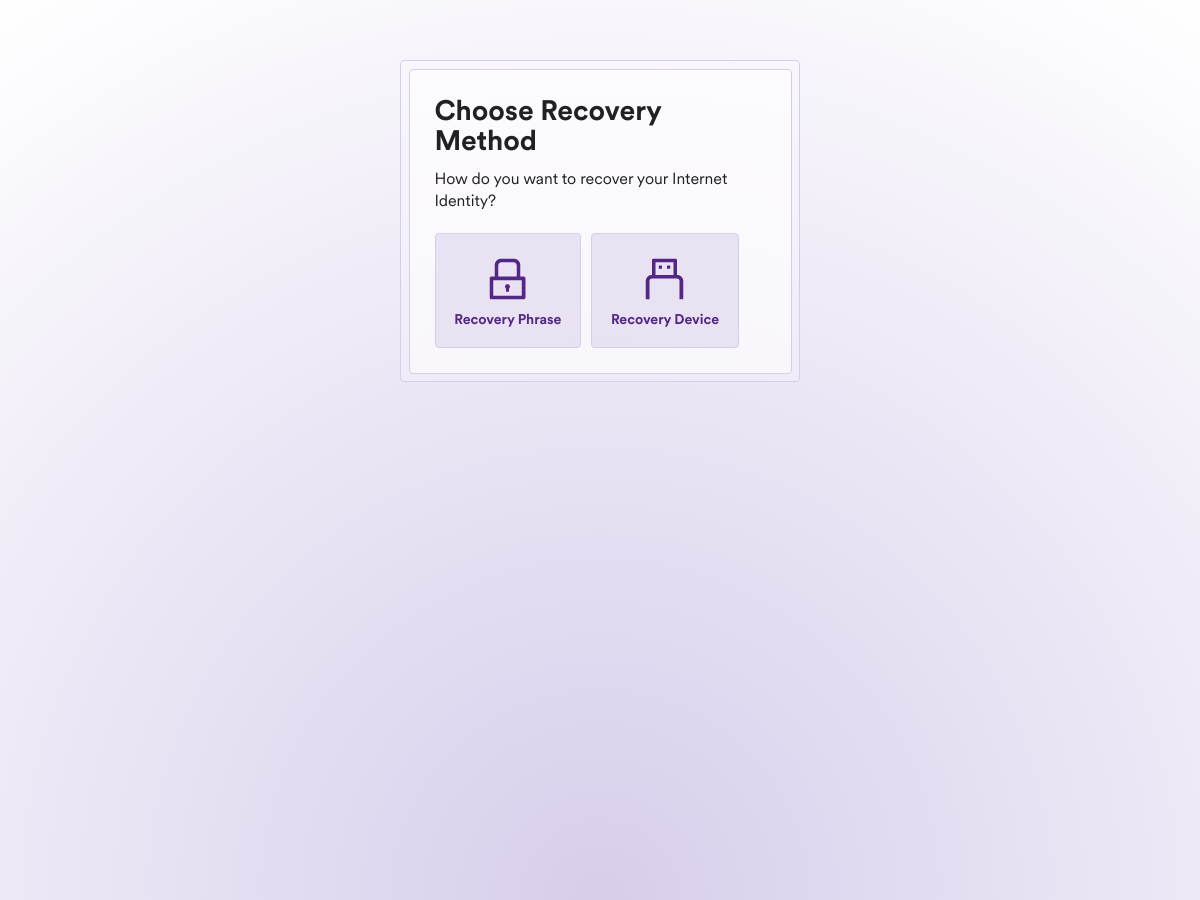 Choose Recovery
Method
How do you want to recover your Internet
Identity?
Recovery Phrase
Recovery Device